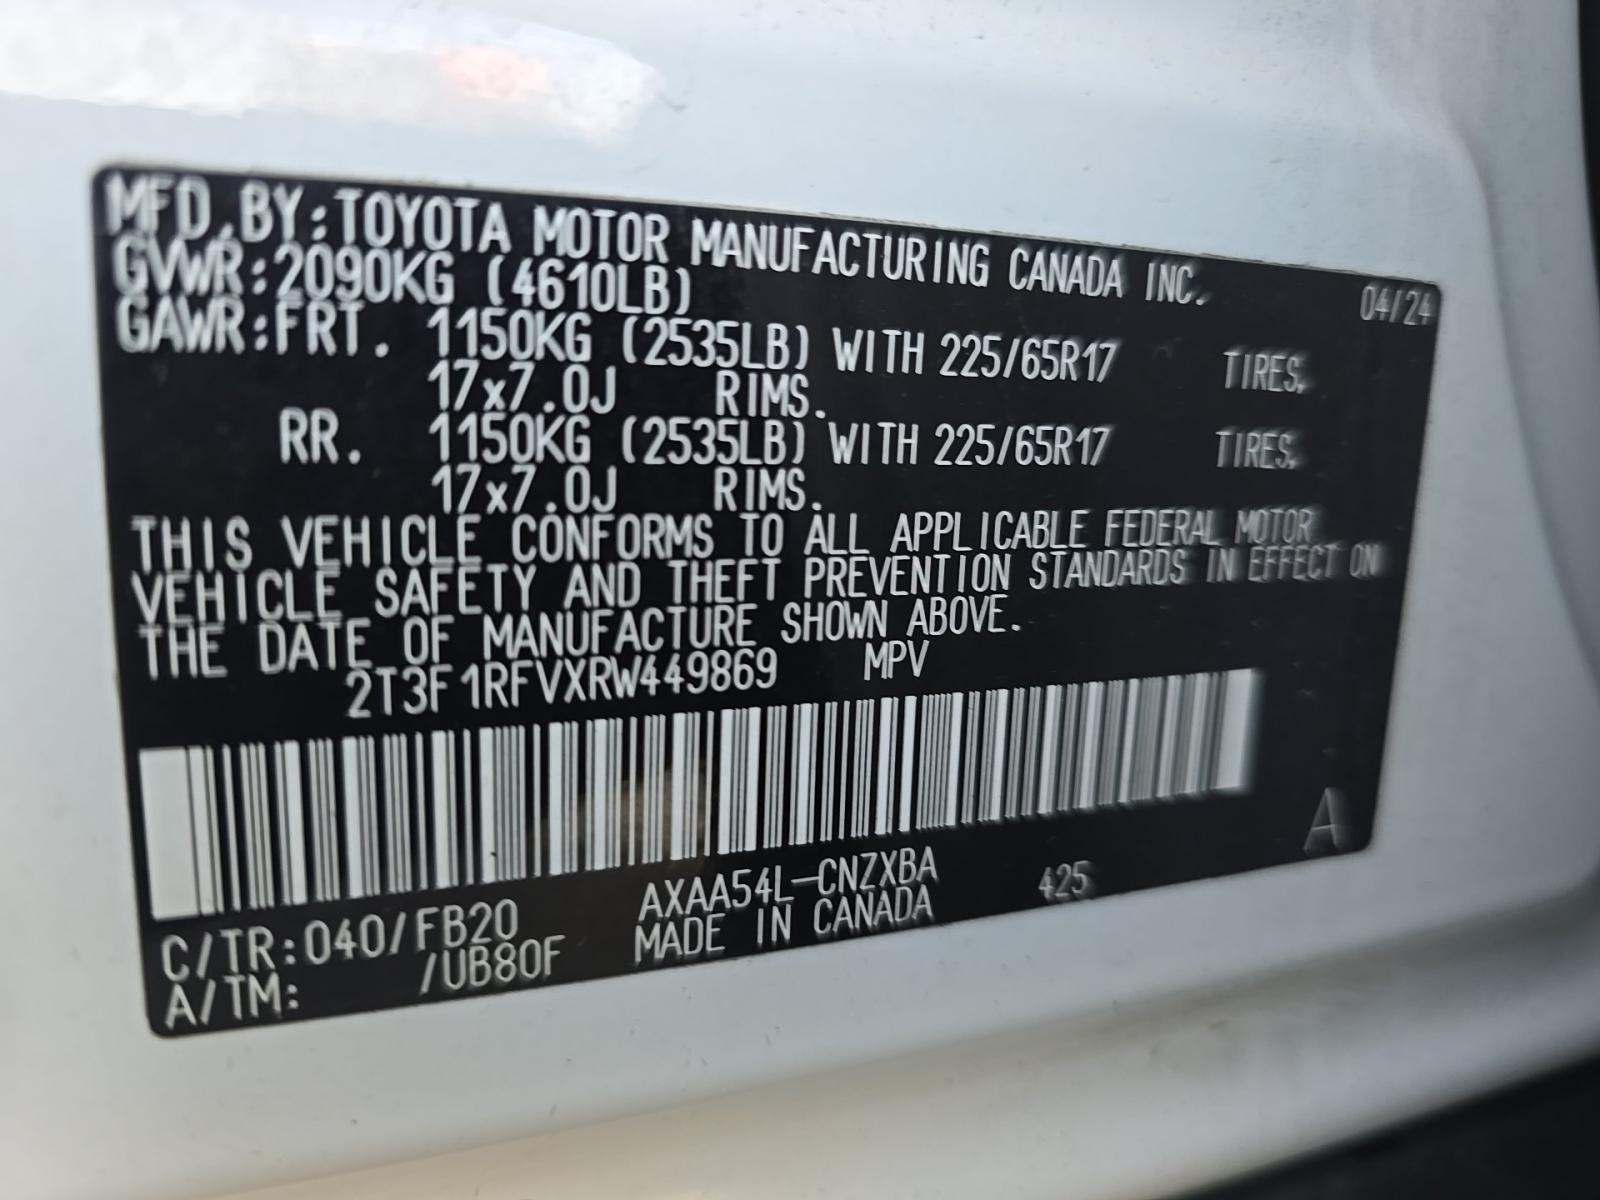 MFD.BY:TOYOTA MOTOR MANUFACTURING CANADA INC. 04/24
GVWR:2090KG (4610LB)
GAWR:FRT. 1150KG (2535LB) WITH 225/65R17 TIRES,
17x7.0J RIMS.
RR. 1150KG (2535LB) WITH 225/65R17 TIRES,
17x7.0J RIMS.
THIS VEHICLE CONFORMS TO ALL APPLICABLE FEDERAL MOTOR
VEHICLE SAFETY AND THEFT PREVENTION STANDARDS IN EFFECT ON
THE DATE OF MANUFACTURE SHOWN ABOVE.
2T3F1RFVXRW449869 MPV
A
C/TR:040/FB20 AXAA54L-CNZXBA 425
A/TM: /UB80F MADE IN CANADA